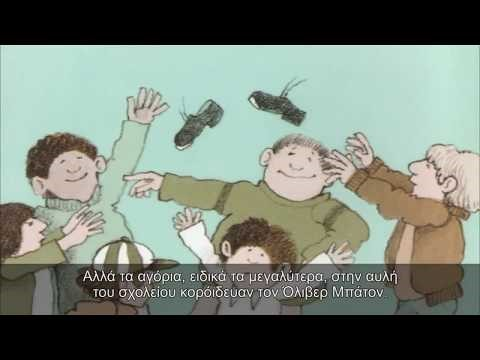 Αλλά τα αγόρια, ειδικά τα μεγαλύτερα, στην αυλή
του σχολείου κορόιδευαν τον Όλιβερ Μπάτον.